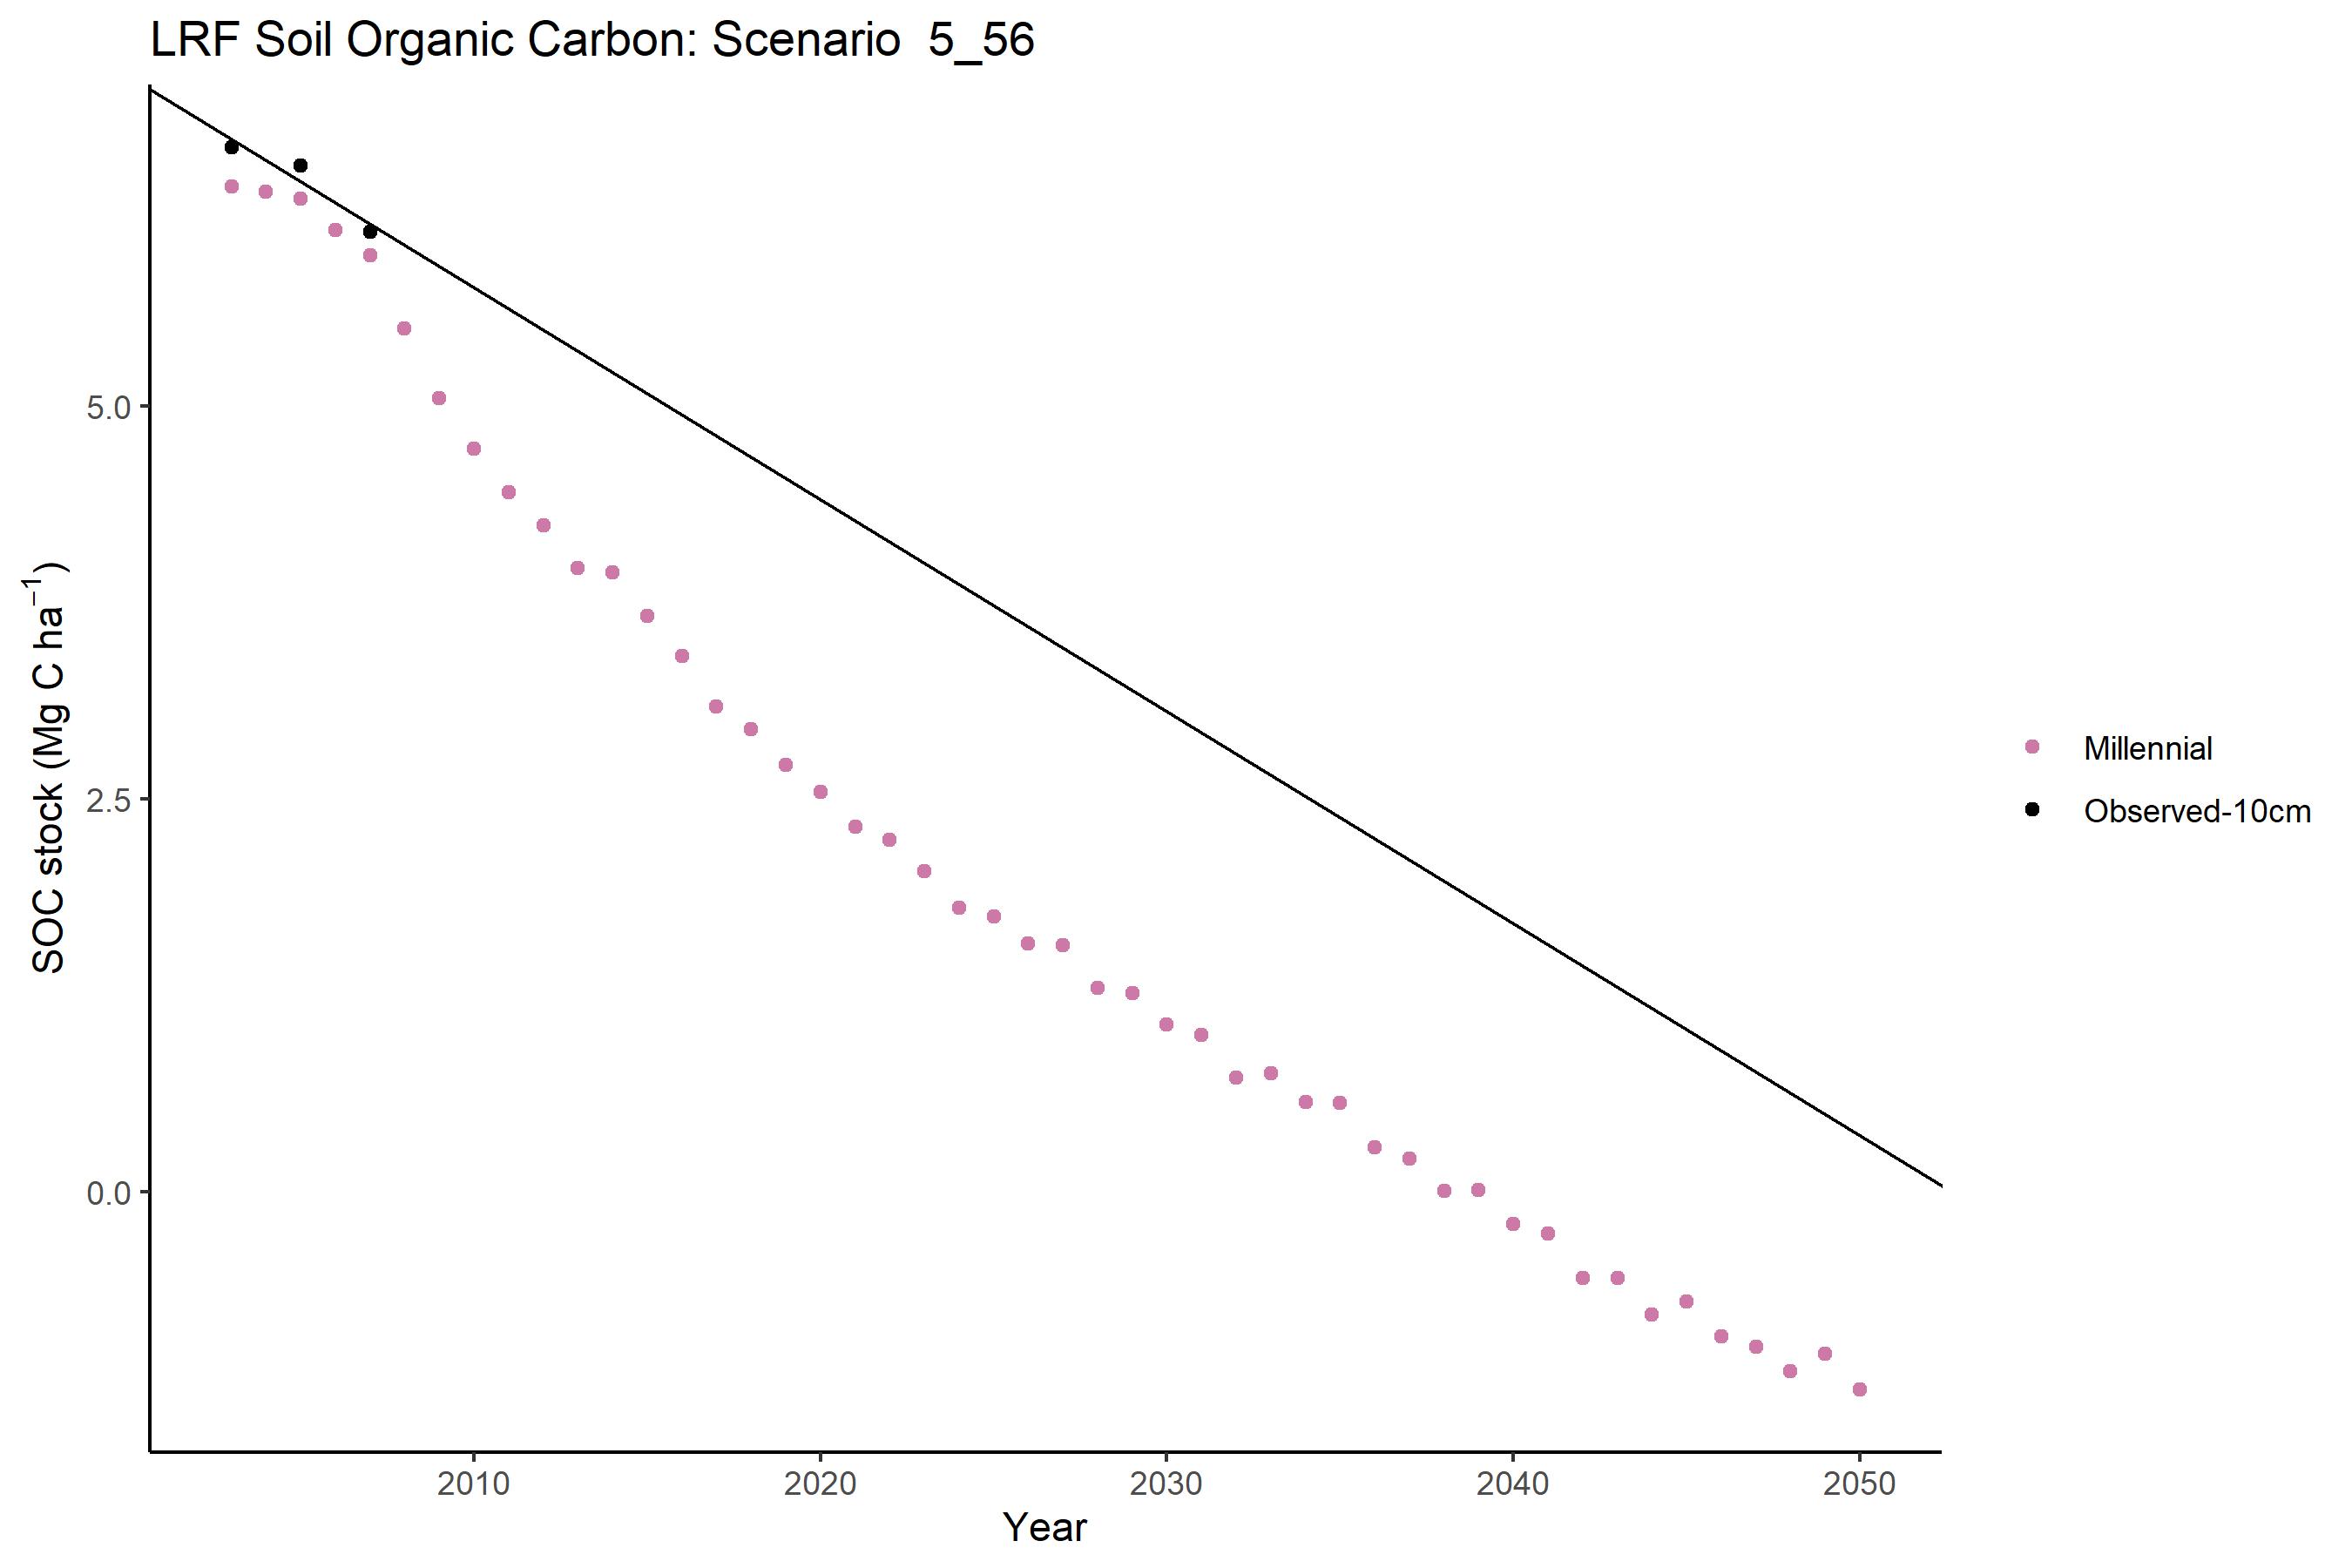 LRF Soil Organic Carbon: Scenario  5_56
SOC stock (Mg C ha⁻¹)
5.0
2.5
0.0
2010
2020
2030
2040
2050
Year
Millennial
Observed-10cm